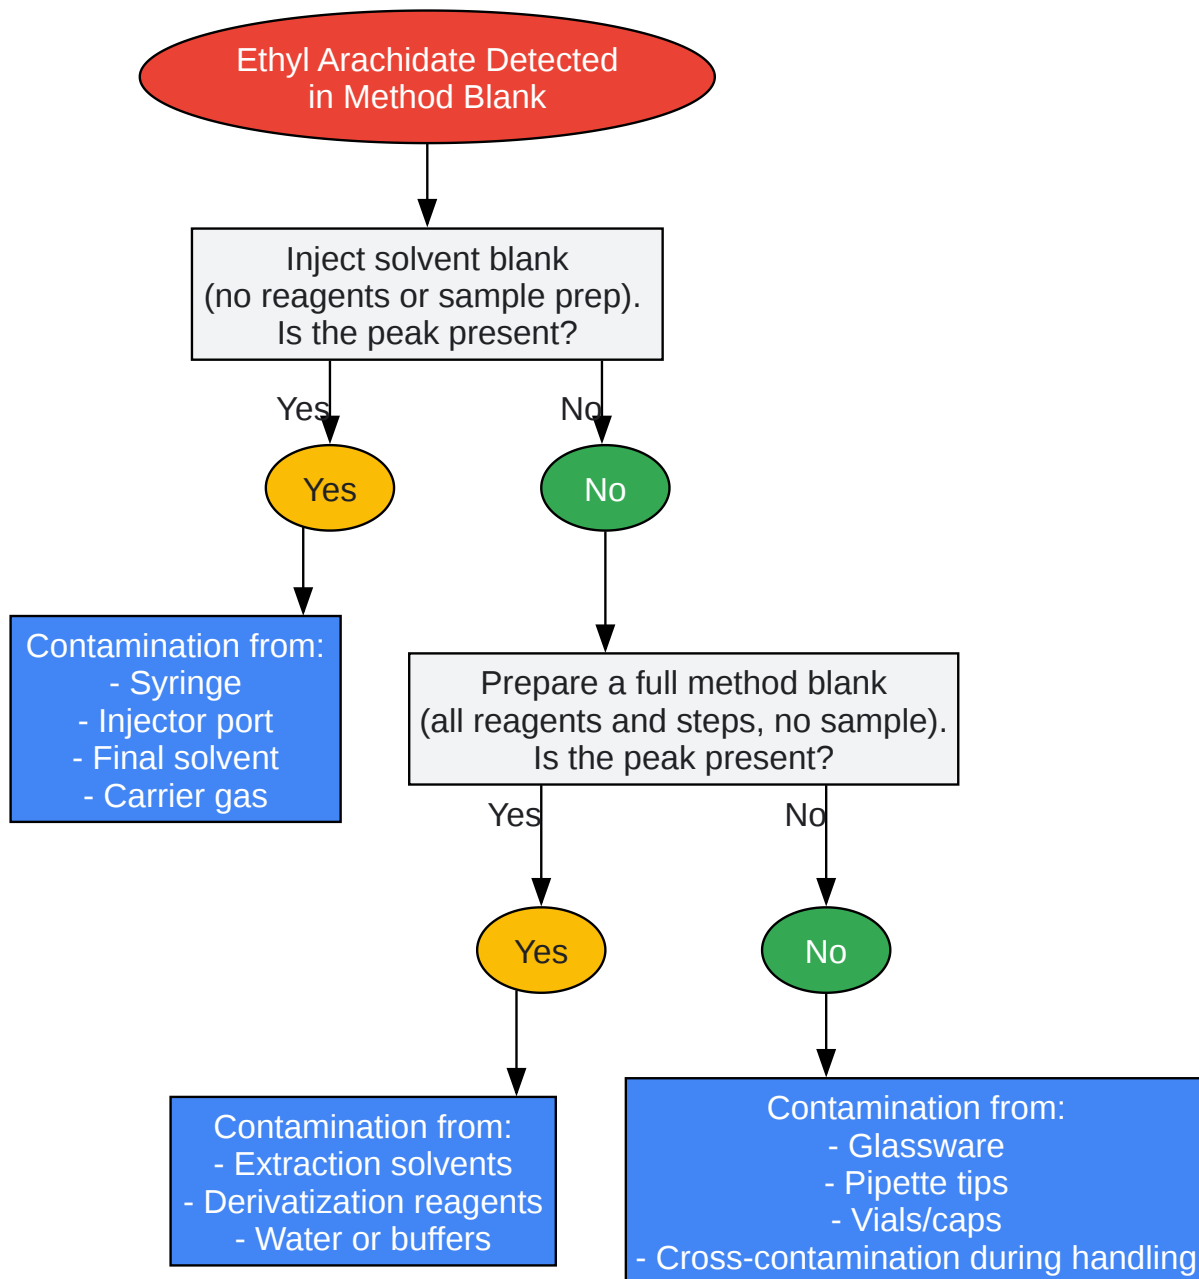 Ethyl Arachidate Detected
in Method Blank
Inject solvent blank
(no reagents or sample prep).
Is the peak present?
Yes
No
Yes
No
Contamination from:
- Syringe
- Injector port
- Final solvent
- Carrier gas
Prepare a full method blank
(all reagents and steps, no sample).
Is the peak present?
Yes
No
Yes
No
Contamination from:
- Extraction solvents
- Derivatization reagents
- Water or buffers
Contamination from:
- Glassware
- Pipette tips
- Vials/caps
- Cross-contamination during handling